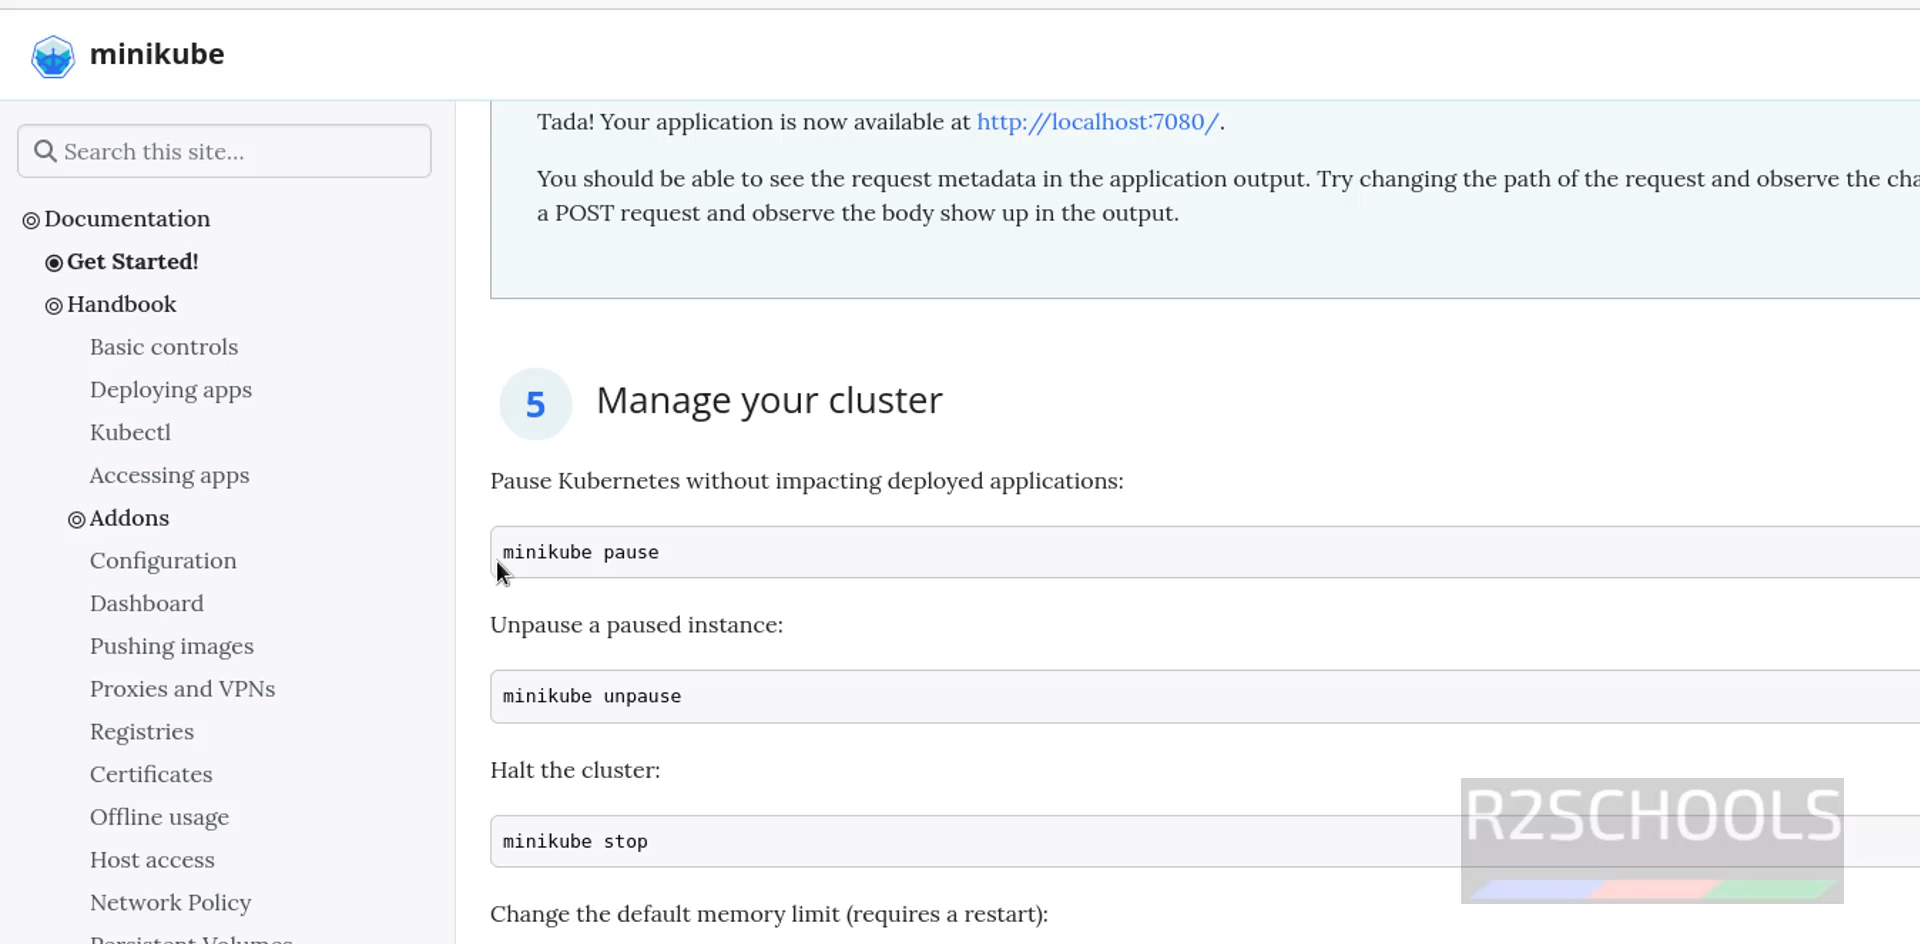 minikube
Search this site...
Documentation
Get Started!
Handbook
Basic controls
Deploying apps
Kubectl
Accessing apps
Addons
Configuration
Dashboard
Pushing images
Proxies and VPNs
Registries
Certificates
Offline usage
Host access
Network Policy
Persistent Volumes
Tada! Your application is now available at http://localhost:7080/.
You should be able to see the request metadata in the application output. Try changing the path of the request and observe the cha
a POST request and observe the body show up in the output.
5 Manage your cluster
Pause Kubernetes without impacting deployed applications:
minikube pause
Unpause a paused instance:
minikube unpause
Halt the cluster:
minikube stop
Change the default memory limit (requires a restart):
R2SCHOOLS